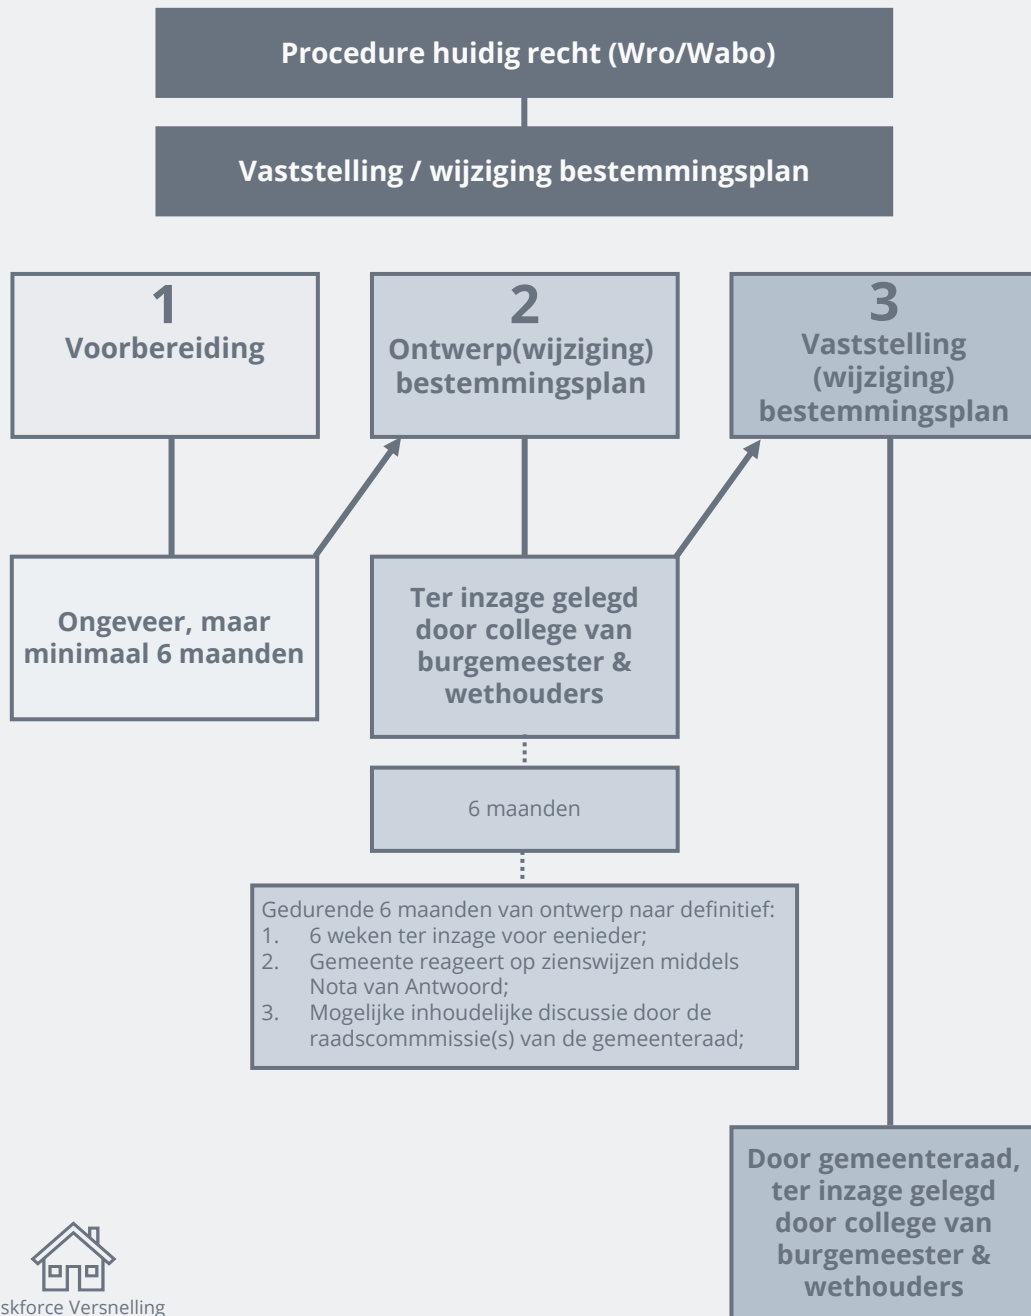 Procedure huidig recht (Wro/Wabo)
Vaststelling / wijziging bestemmingsplan
1
Voorbereiding
2
Ontwerp(wijziging)
bestemmingsplan
3
Vaststelling
(wijziging)
bestemmingsplan
Ongeveer, maar
minimaal 6 maanden
Ter inzage gelegd
door college van
burgemeester &
wethouders
6 maanden
Gedurende 6 maanden van ontwerp naar definitief:
1. 6 weken ter inzage voor eenieder;
2. Gemeente reageert op zienswijzen middels
Nota van Antwoord;
3. Mogelijke inhoudelijke discussie door de
raadscommmissie(s) van de gemeenteraad;
Door gemeenteraad,
ter inzage gelegd
door college van
burgemeester &
wethouders
skforce Versnelling